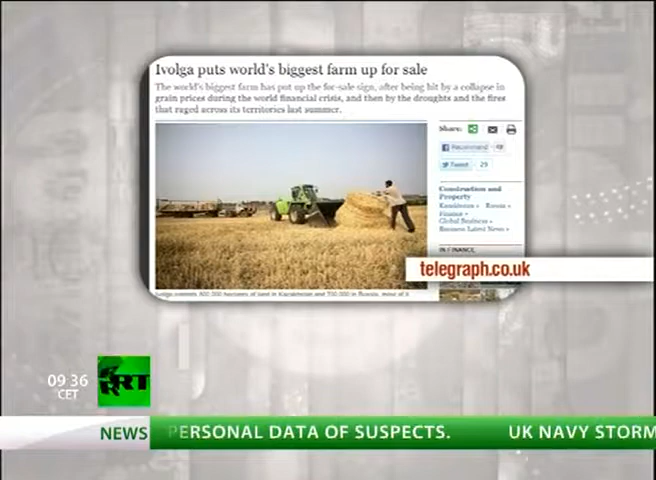 Ivolga puts world's biggest farm up for sale
The world's biggest farm has put up the for-sale sign, after being hit by a collapse in
grain prices during the world financial crisis, and then by the droughts and the fires
that raged across its territories last summer.
Share:
Recommend
Tweet 29
Construction and
Property
Kazakhstan » Russia »
Finance »
Global Business »
Business Latest News »
IN FINANCE
telegraph.co.uk
09:36
CET
RT
NEWS PERSONAL DATA OF SUSPECTS. UK NAVY STORM